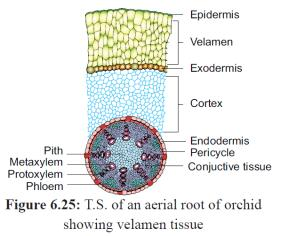 Epidermis
Velamen
Exodermis
Cortex
Endodermis
Pericycle
Conjuctive tissue
Pith
Metaxylem
Protoxylem
Phloem
Figure 6.25: T.S. of an aerial root of orchid
showing velamen tissue